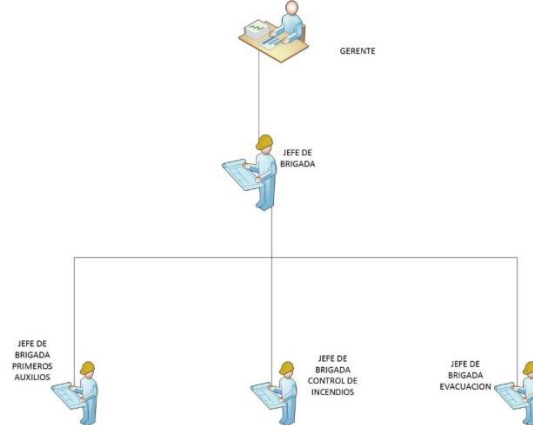 GERENTE
JEFE DE
BRIGADA
JEFE DE
BRIGADA
PRIMEROS
AUXILIOS
JEFE DE
BRIGADA
CONTROL DE
INCENDIOS
JEFE DE
BRIGADA
EVACUACION